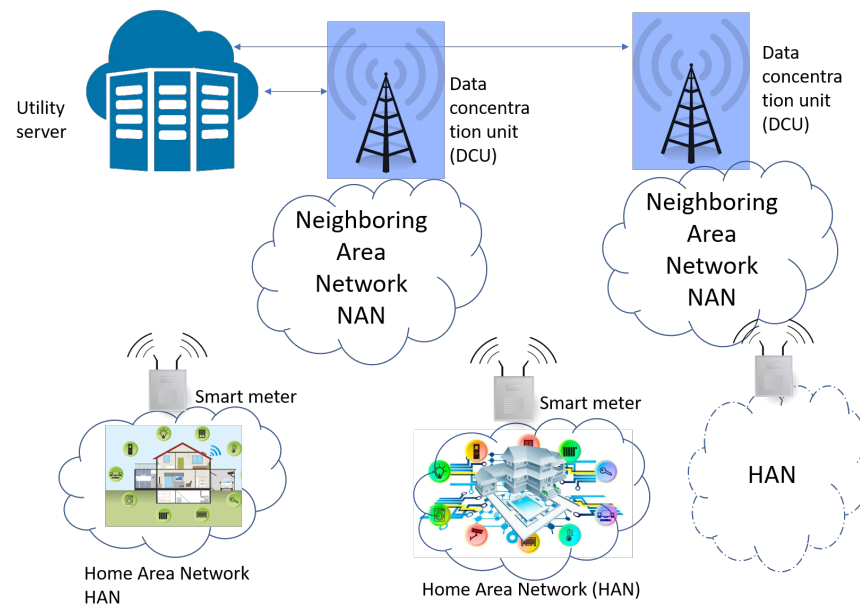 Utility
server
Data
concentra
tion unit
(DCU)
Data
concentra
tion unit
(DCU)
Neighboring
Area
Network
NAN
Neighboring
Area
Network
NAN
Smart meter
Smart meter
HAN
Home Area Network
HAN
Home Area Network (HAN)